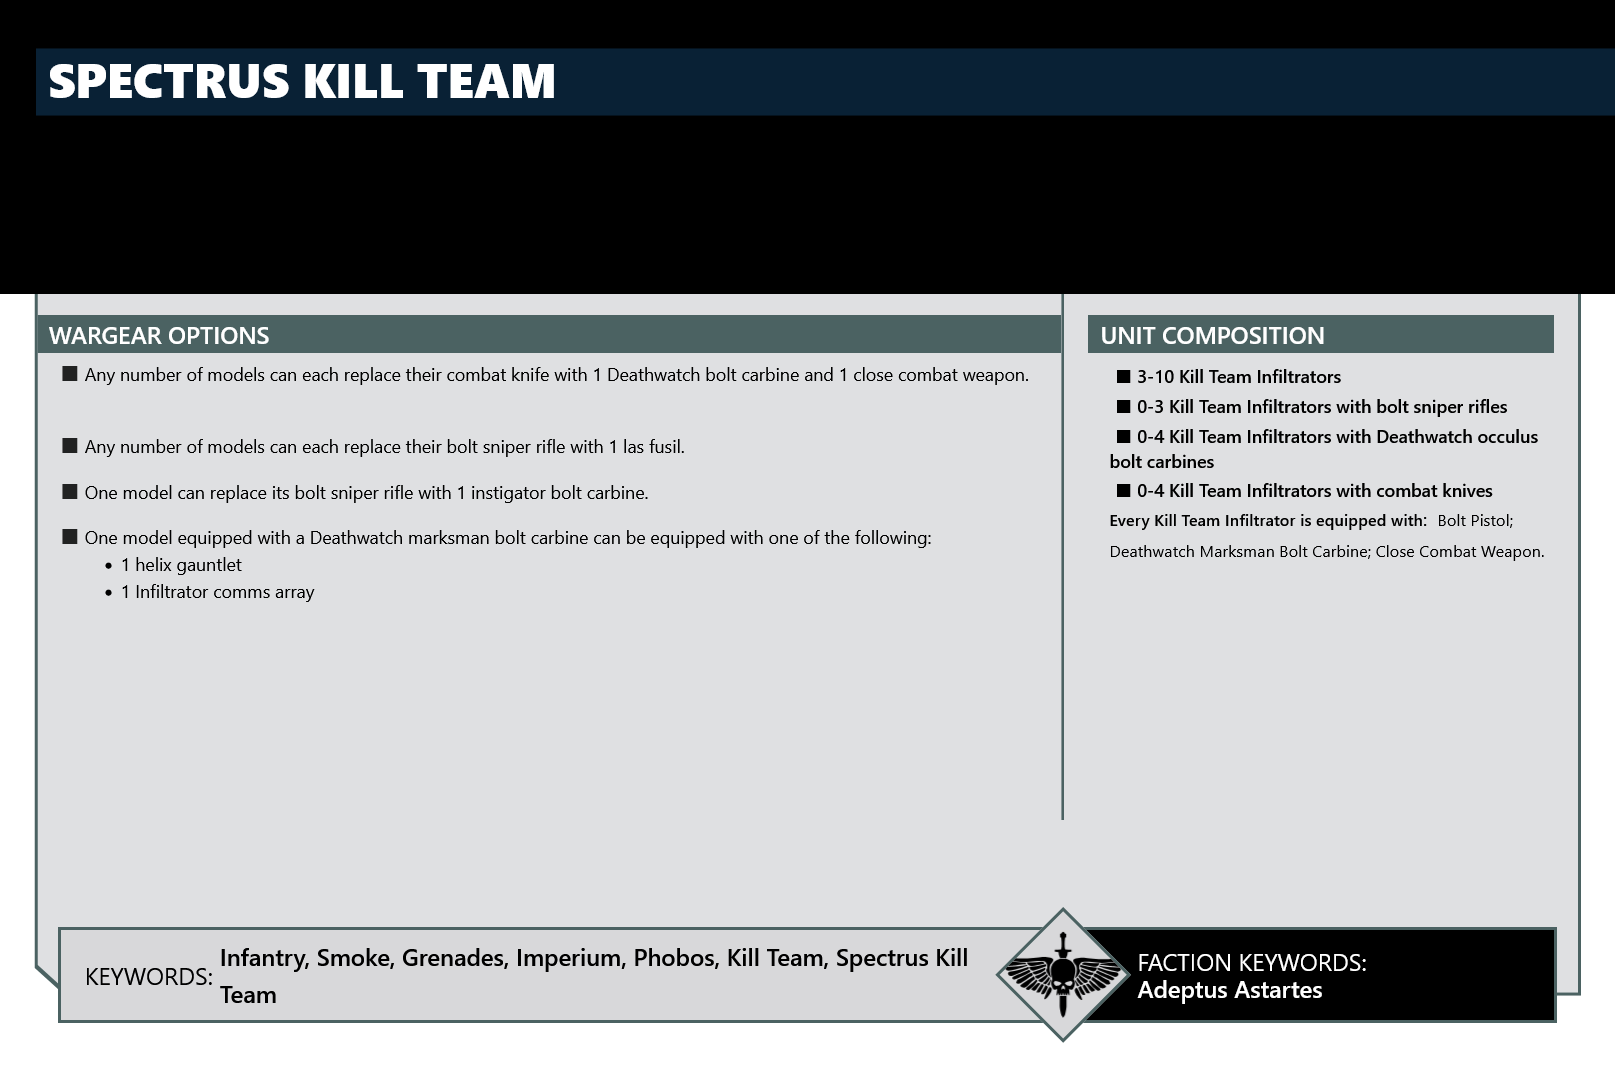 SPECTRUS KILL TEAM
WARGEAR OPTIONS
■ Any number of models can each replace their combat knife with 1 Deathwatch bolt carbine and 1 close combat weapon.
■ Any number of models can each replace their bolt sniper rifle with 1 las fusil.
■ One model can replace its bolt sniper rifle with 1 instigator bolt carbine.
■ One model equipped with a Deathwatch marksman bolt carbine can be equipped with one of the following:
• 1 helix gauntlet
• 1 Infiltrator comms array
UNIT COMPOSITION
■ 3-10 Kill Team Infiltrators
■ 0-3 Kill Team Infiltrators with bolt sniper rifles
■ 0-4 Kill Team Infiltrators with Deathwatch occulus
bolt carbines
■ 0-4 Kill Team Infiltrators with combat knives
Every Kill Team Infiltrator is equipped with: Bolt Pistol;
Deathwatch Marksman Bolt Carbine; Close Combat Weapon.
KEYWORDS: Infantry, Smoke, Grenades, Imperium, Phobos, Kill Team, Spectrus Kill
Team
FACTION KEYWORDS:
Adeptus Astartes